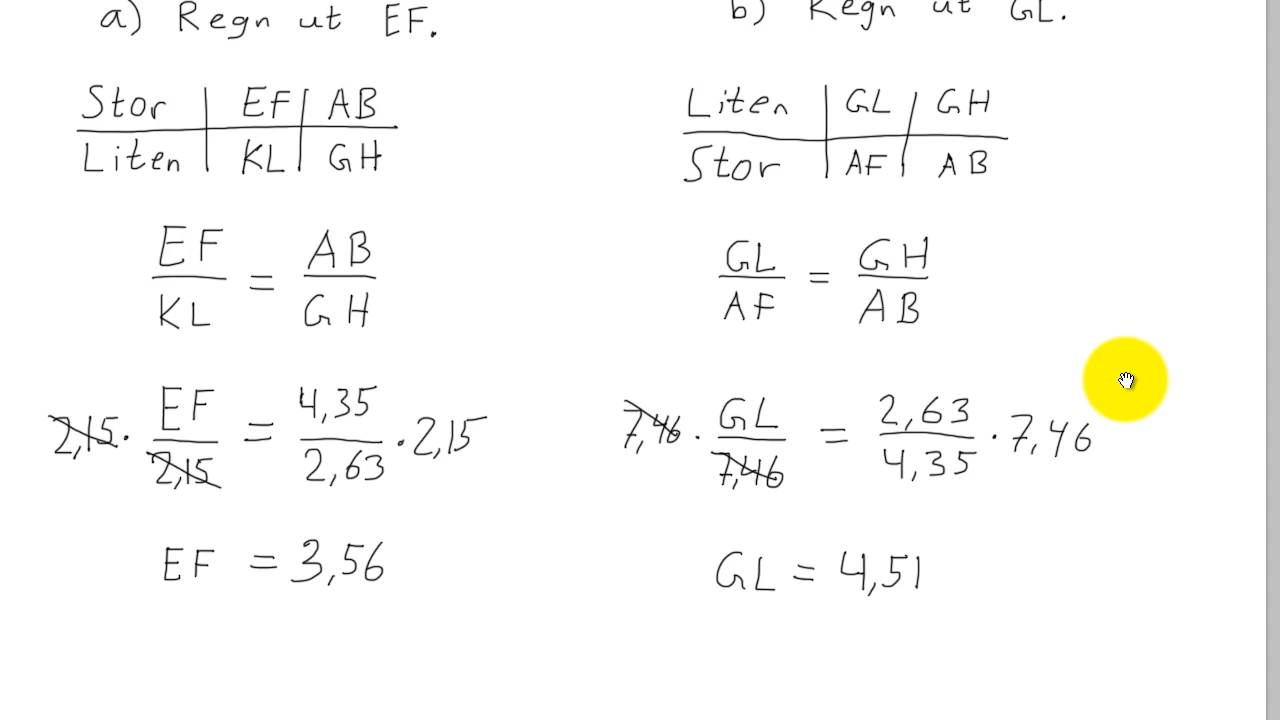 a) Regn ut EF.
Stor EF AB
Liten KL GH
EF/KL = AB/GH
2,15 · EF/2,15 = 4,35/2,63 · 2,15
EF = 3,56
b) Regn ut GL.
Liten GL GH
Stor AF AB
GL/AF = GH/AB
7,46 · GL/7,46 = 2,63/4,35 · 7,46
GL = 4,51